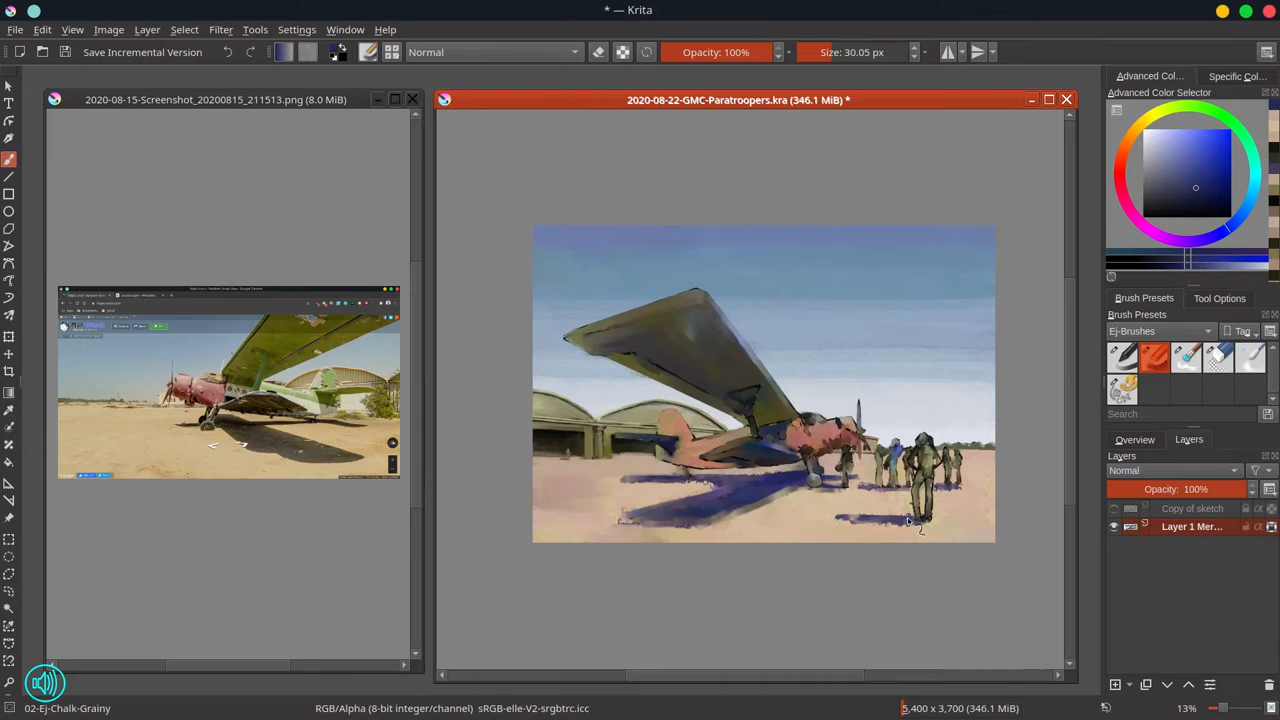 * — Krita
File Edit View Image Layer Select Filter Tools Settings Window Help
Save Incremental Version
Normal
Opacity: 100%
Size: 30.05 px
2020-08-15-Screenshot_20200815_211513.png (8.0 MiB)
2020-08-22-GMC-Paratroopers.kra (346.1 MiB) *
Advanced Col... Specific Col...
Advanced Color Selector
Brush Presets Tool Options
Brush Presets
Ej-Brushes
Tag
Search
Overview Layers
Layers
Normal
Opacity: 100%
Copy of sketch
Layer 1 Mer...
02-Ej-Chalk-Grainy
RGB/Alpha (8-bit integer/channel) sRGB-elle-V2-srgbtrc.icc
5,400 x 3,700 (346.1 MiB)
13%